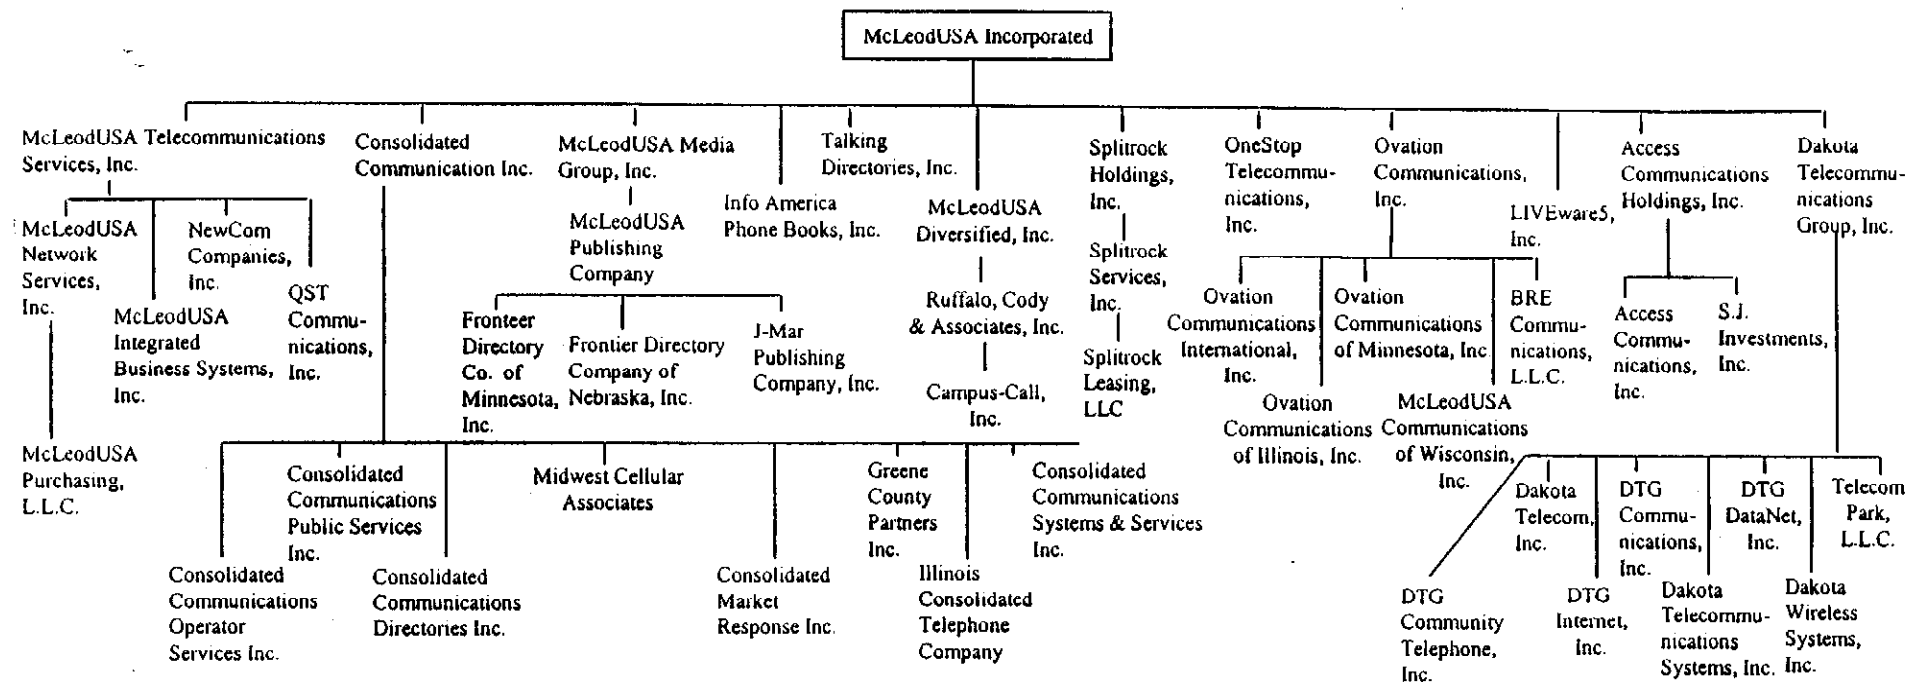 McLeodUSA Incorporated
McLeodUSA Telecommunications
Services, Inc.
Consolidated
Communication Inc.
McLeodUSA Media
Group, Inc.
Info America
Phone Books, Inc.
Talking
Directories, Inc.
McLeodUSA
Diversified, Inc.
Splitrock
Holdings,
Inc.
OneStop
Telecommu-
nications,
Inc.
Ovation
Communications,
Inc.
LIVEware5,
Inc.
Access
Communications
Holdings, Inc.
Dakota
Telecommu-
nications
Group, Inc.
McLeodUSA
Network
Services,
Inc.
McLeodUSA
Integrated
Business Systems,
Inc.
NewCom
Companies,
Inc.
QST
Commu-
nications,
Inc.
McLeodUSA
Publishing
Company
Fronteer
Directory
Co. of
Minnesota,
Inc.
Frontier Directory
Company of
Nebraska, Inc.
J-Mar
Publishing
Company, Inc.
Ruffalo, Cody
& Associates, Inc.
Campus-Call,
Inc.
Splitrock
Services,
Inc.
Splitrock
Leasing,
LLC
Ovation
Communications
International,
Inc.
Ovation
Communications
of Illinois, Inc.
Ovation
Communications
of Minnesota, Inc
McLeodUSA
Communications
of Wisconsin,
Inc.
BRE
Commu-
nications,
L.L.C.
Access
Commu-
nications,
Inc.
S.J.
Investments,
Inc.
McLeodUSA
Purchasing,
L.L.C.
Consolidated
Communications
Operator
Services Inc.
Consolidated
Communications
Public Services
Inc.
Consolidated
Communications
Directories Inc.
Midwest Cellular
Associates
Consolidated
Market
Response Inc.
Greene
County
Partners
Inc.
Illinois
Consolidated
Telephone
Company
Consolidated
Communications
Systems & Services
Inc.
DTG
Community
Telephone,
Inc.
Dakota
Telecom,
Inc.
DTG
Internet,
Inc.
DTG
Commu-
nications,
Inc.
Dakota
Telecommu-
nications
Systems, Inc.
DTG
DataNet,
Inc.
Dakota
Wireless
Systems,
Inc.
Telecom
Park,
L.L.C.